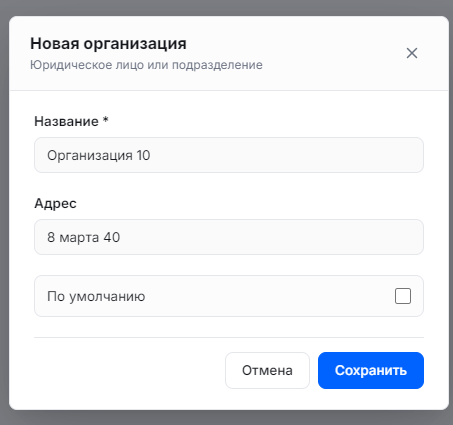 Новая организация
Юридическое лицо или подразделение
Название *
Организация 10
Адрес
8 марта 40
По умолчанию
Отмена
Сохранить